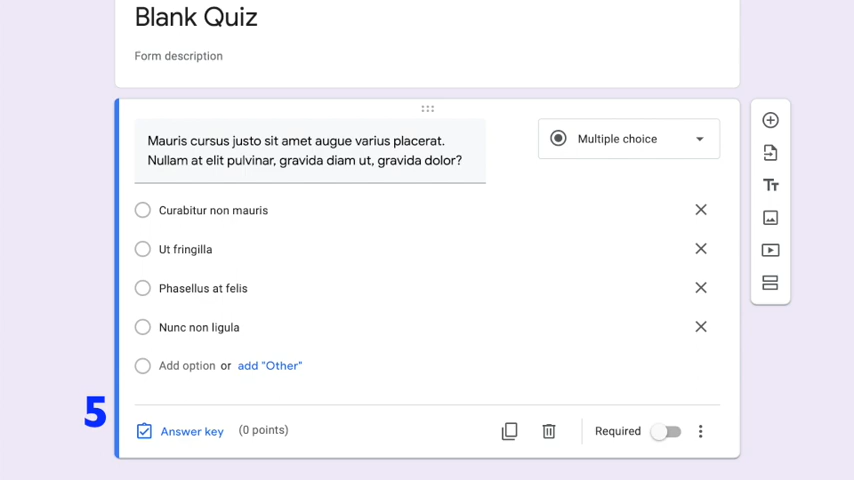 Blank Quiz
Form description
Mauris cursus justo sit amet augue varius placerat.
Nullam at elit pulvinar, gravida diam ut, gravida dolor?
Multiple choice
Curabitur non mauris
Ut fringilla
Phasellus at felis
Nunc non ligula
Add option or add "Other"
5
Answer key (0 points)
Required
Tт